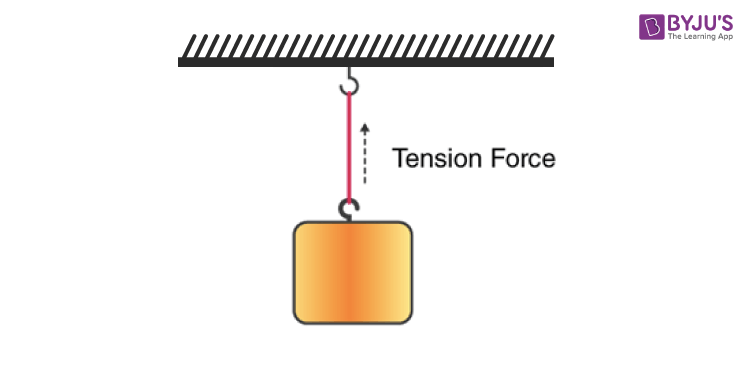 BYJU'S
The Learning App
Tension Force